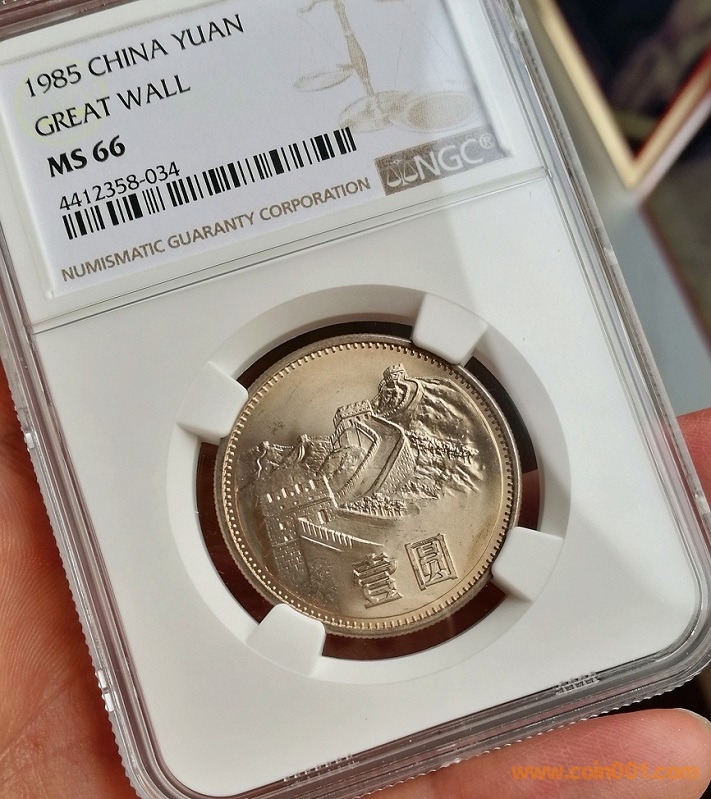 1985 CHINA YUAN
GREAT WALL
MS 66
4412358-034
NGC®
NUMISMATIC GUARANTY CORPORATION
壹圆
www.coin001.com